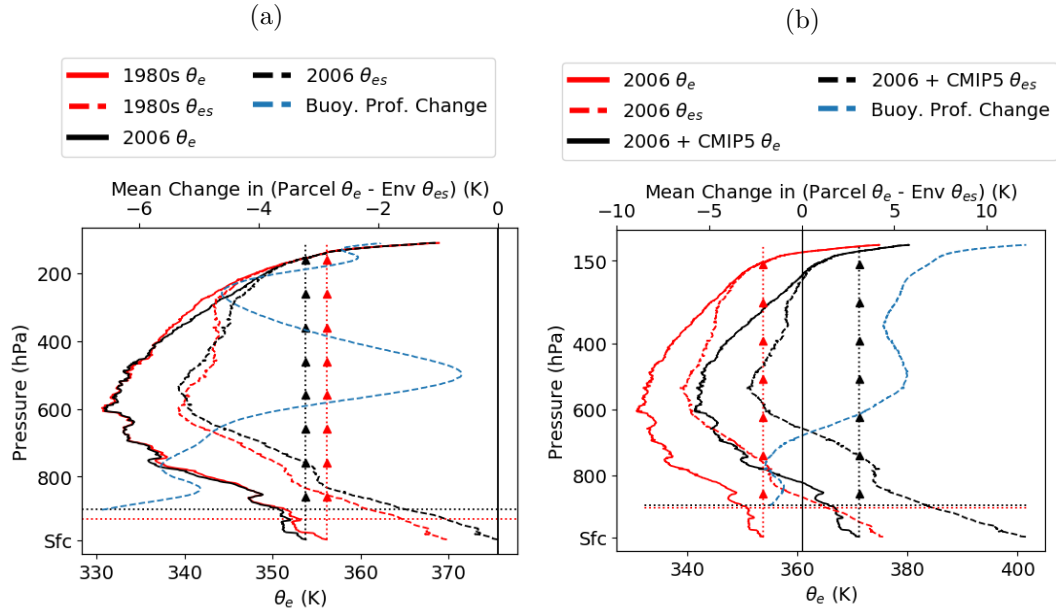 (a)
1980s θe
1980s θes
2006 θe
2006 θes
Buoy. Prof. Change
Mean Change in (Parcel θe - Env θes) (K)
−6 −4 −2 0
Pressure (hPa)
200
400
600
800
Sfc
330 340 350 360 370
θe (K)
(b)
2006 θe
2006 θes
2006 + CMIP5 θe
2006 + CMIP5 θes
Buoy. Prof. Change
Mean Change in (Parcel θe - Env θes) (K)
−10 −5 0 5 10
Pressure (hPa)
150
400
600
800
Sfc
340 360 380 400
θe (K)